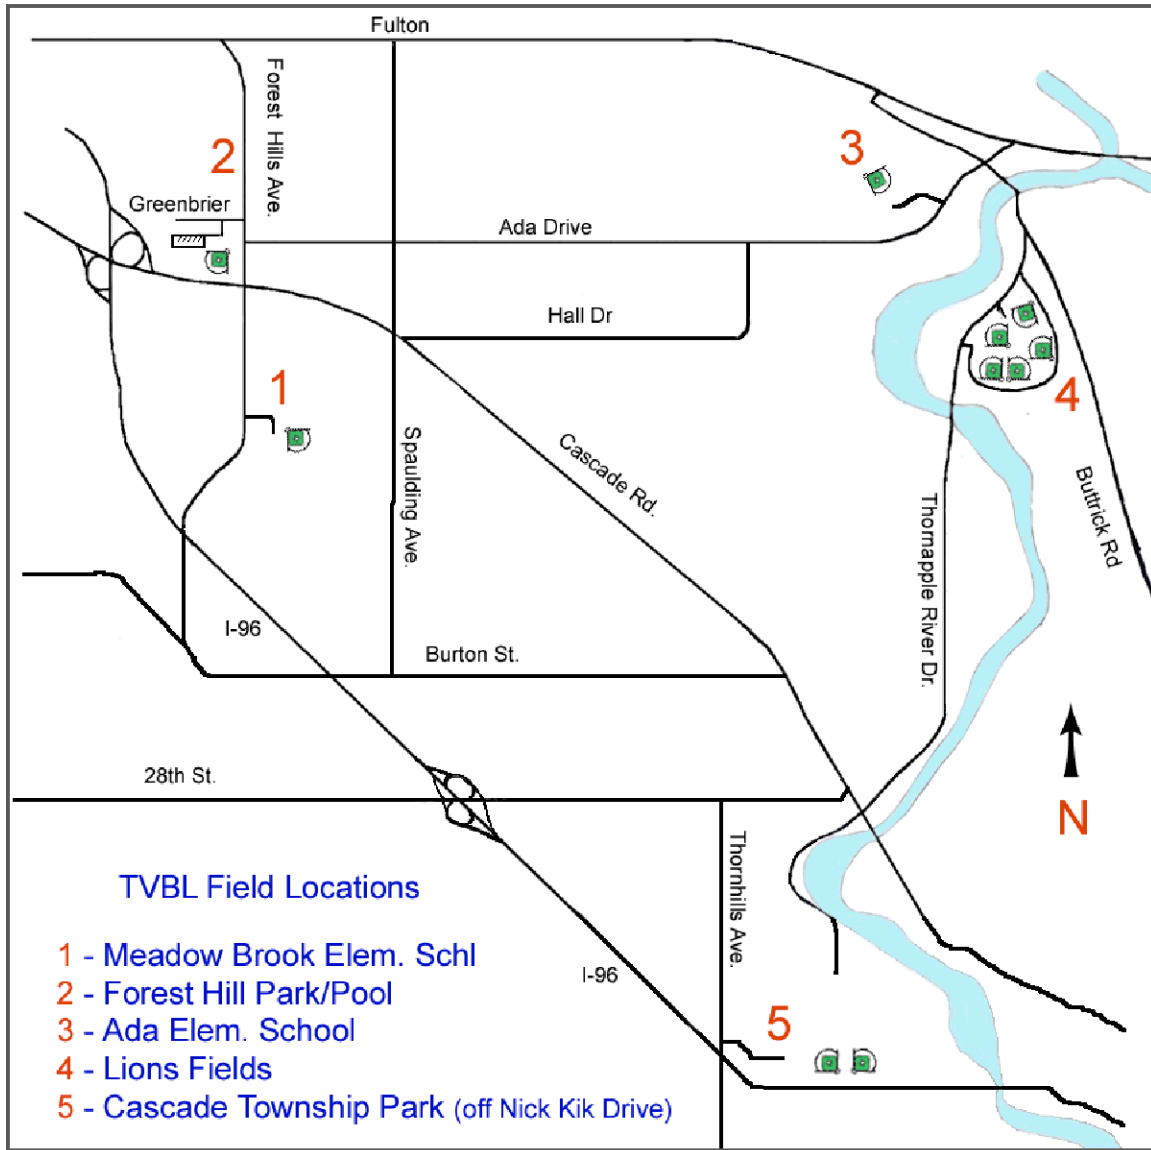 Fulton
Forest Hills Ave.
2
3
Greenbrier
Ada Drive
Hall Dr
1
4
Cascade Rd.
Spaulding Ave.
Buttrick Rd
Thornapple River Dr.
I-96
Burton St.
N
28th St.
Thornhills Ave.
I-96
5
TVBL Field Locations
1 - Meadow Brook Elem. Schl
2 - Forest Hill Park/Pool
3 - Ada Elem. School
4 - Lions Fields
5 - Cascade Township Park (off Nick Kik Drive)